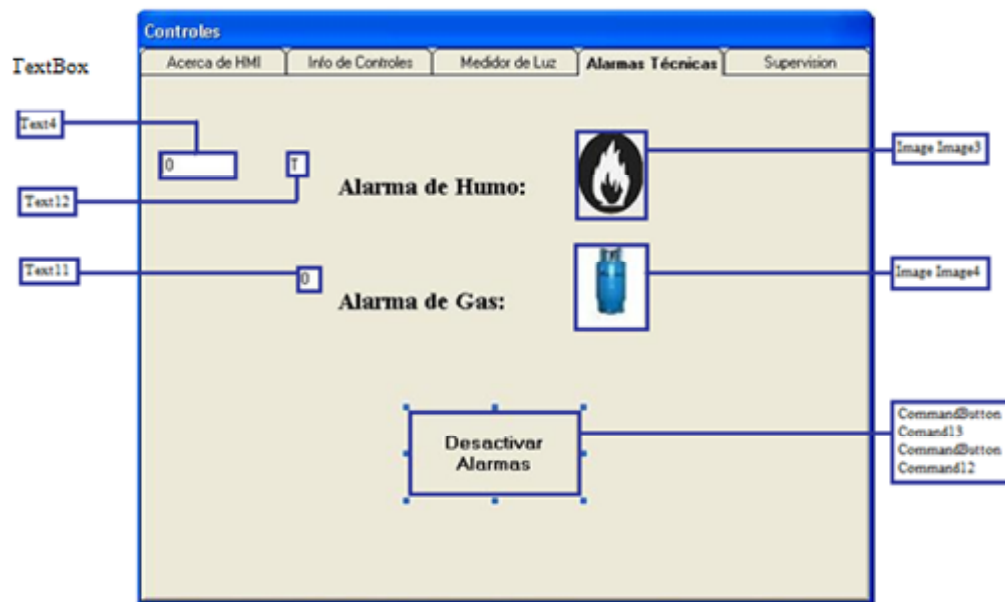 Controles
Acerca de HMI
Info de Controles
Medidor de Luz
Alarmas Técnicas
Supervision
TextBox
Text4
0
T
Text12
Alarma de Humo:
Image Image3
Text11
0
Alarma de Gas:
Image Image4
Desactivar
Alarmas
CommandButton
Comand13
CommandButton
Command12